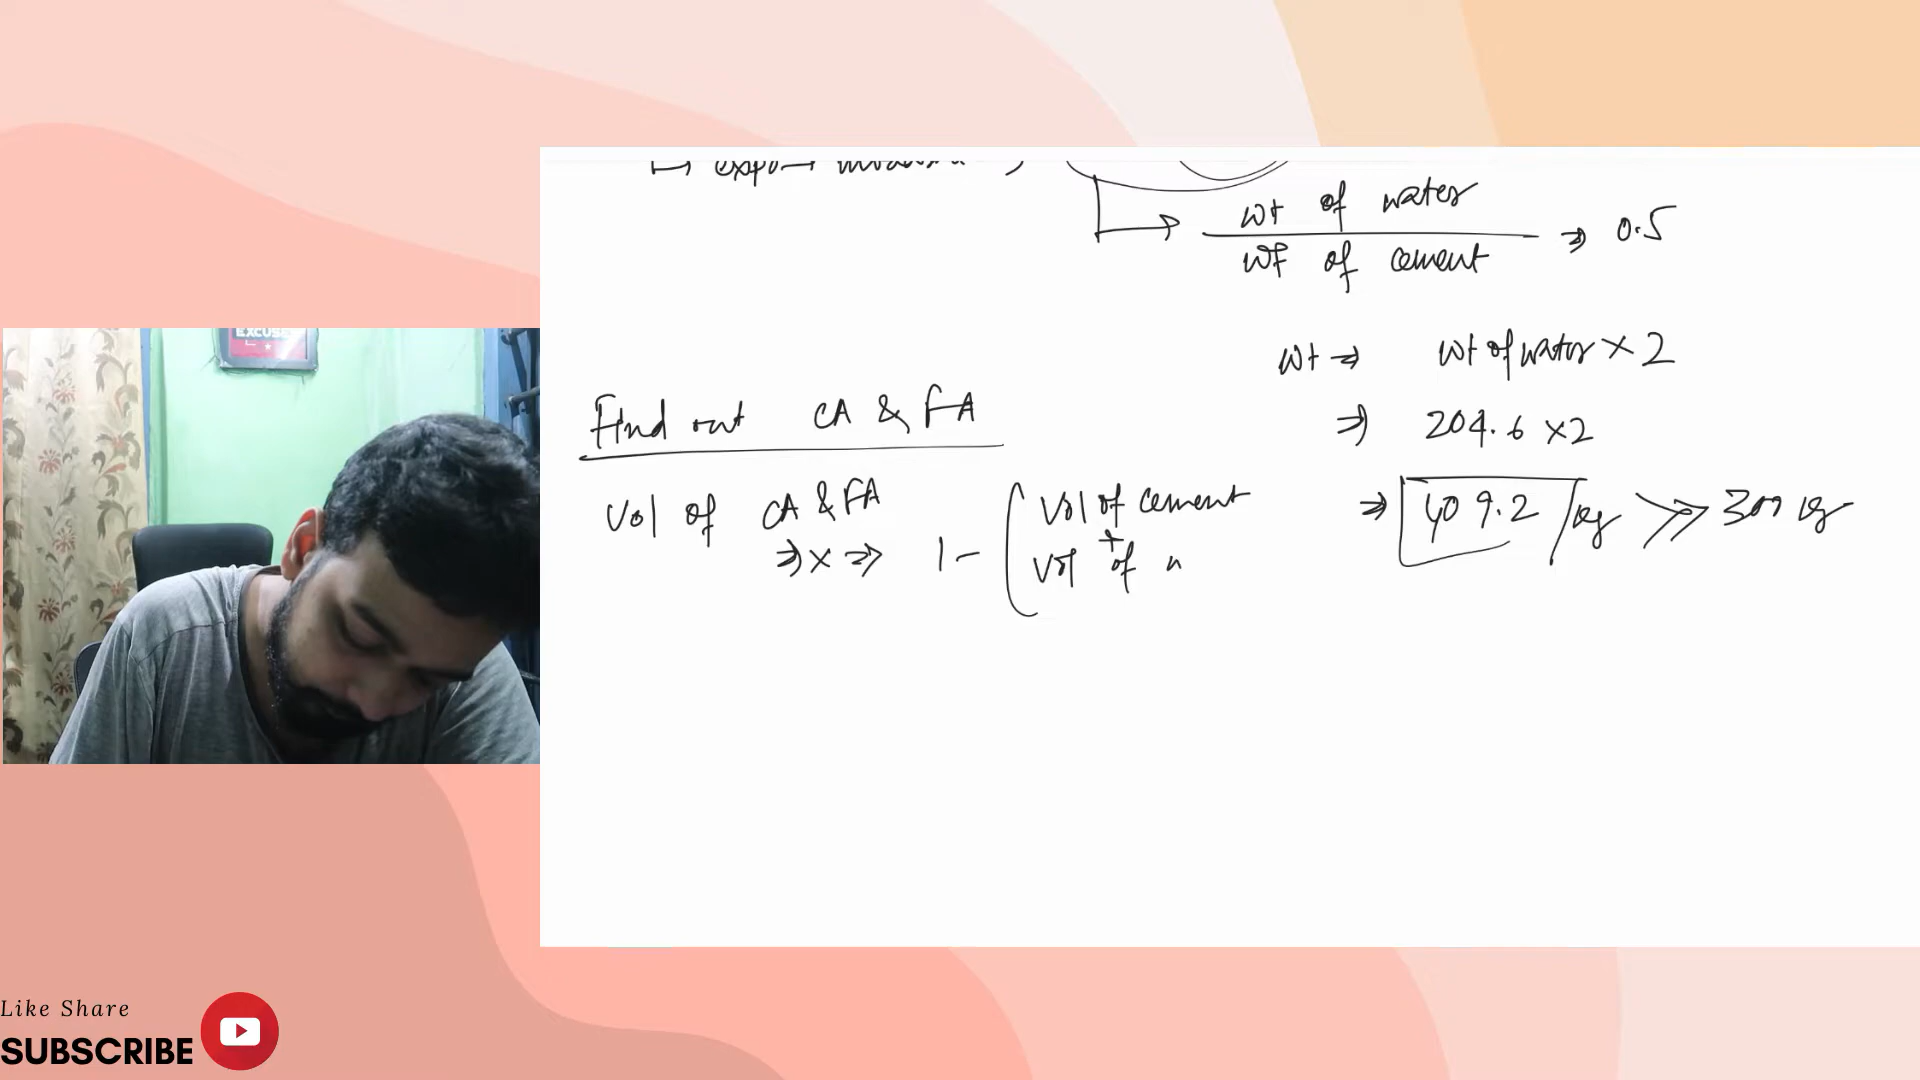 Wt of water
Wt of cement
⇒ 0.5
Wt ⇒ Wt of water × 2
⇒ 204.6 × 2
⇒ 409.2 /kg >> 300 kg
Find out CA & FA
Vol of CA & FA
⇒ x ⇒ 1 - ( Vol of cement
+
Vol of
EXCUSES
Like Share
SUBSCRIBE